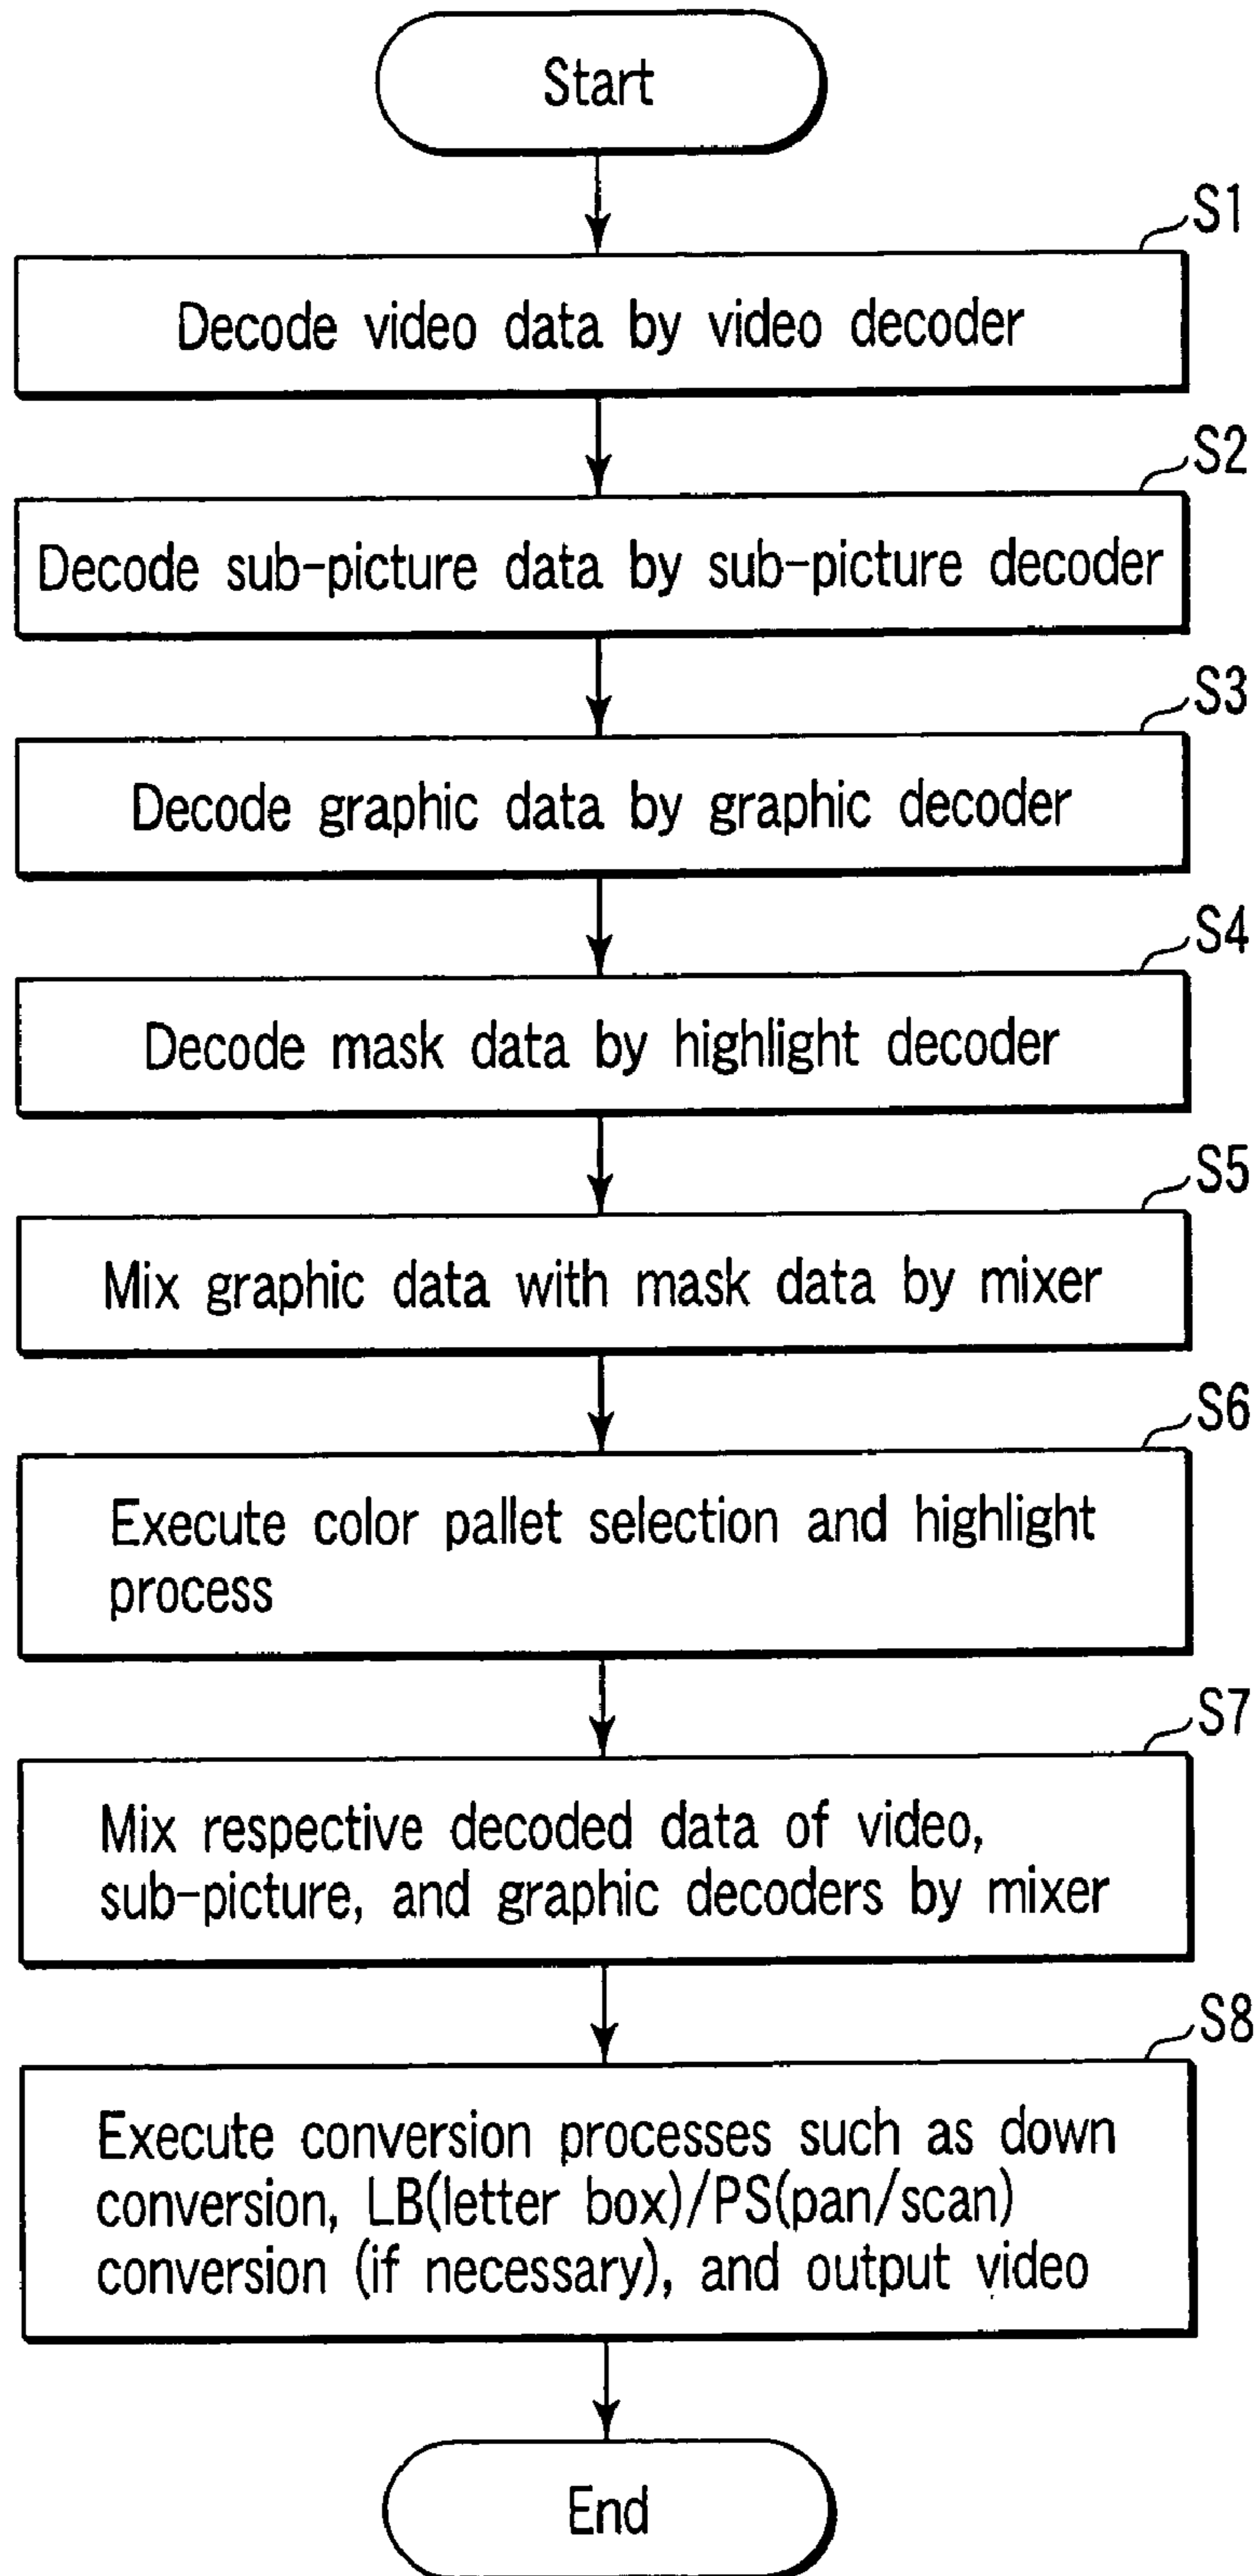 Start
S1
Decode video data by video decoder
S2
Decode sub-picture data by sub-picture decoder
S3
Decode graphic data by graphic decoder
S4
Decode mask data by highlight decoder
S5
Mix graphic data with mask data by mixer
S6
Execute color pallet selection and highlight
process
S7
Mix respective decoded data of video,
sub-picture, and graphic decoders by mixer
S8
Execute conversion processes such as down
conversion, LB(letter box)/PS(pan/scan)
conversion (if necessary), and output video
End